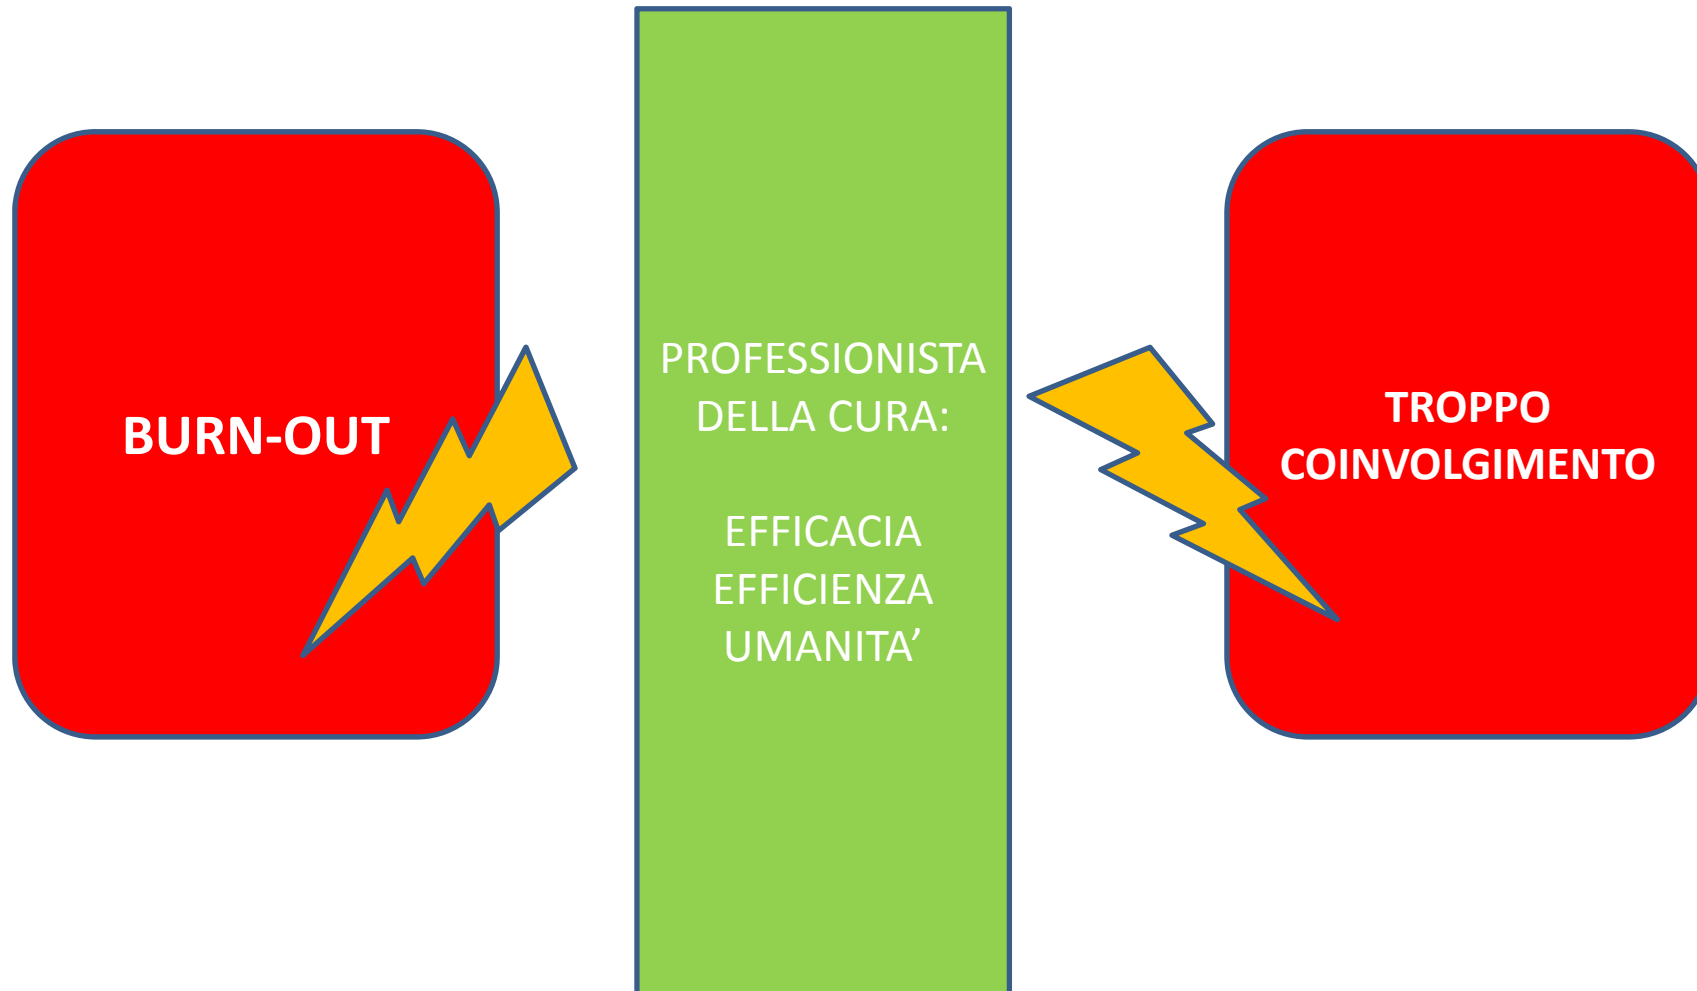 BURN-OUT
PROFESSIONISTA
DELLA CURA:
EFFICACIA
EFFICIENZA
UMANITA’
TROPPO
COINVOLGIMENTO